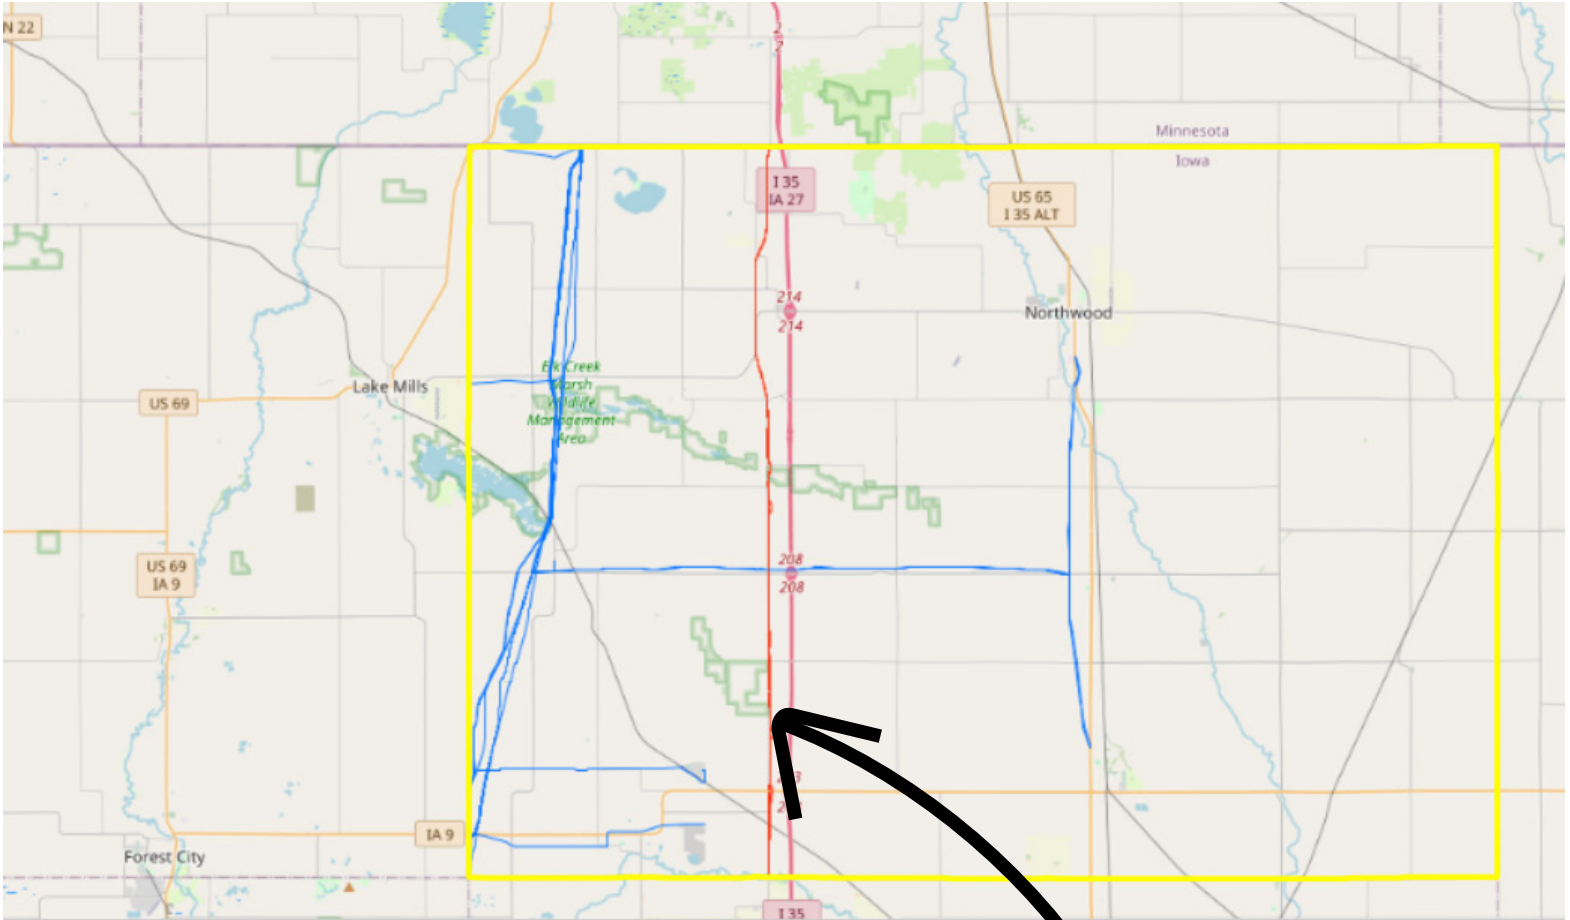 N 22
Minnesota
Iowa
I 35
IA 27
US 65
I 35 ALT
214
214
Northwood
Elk Creek
Marsh
Wildlife
Management
Area
Lake Mills
US 69
208
208
US 69
IA 9
IA 9
Forest City
I 35